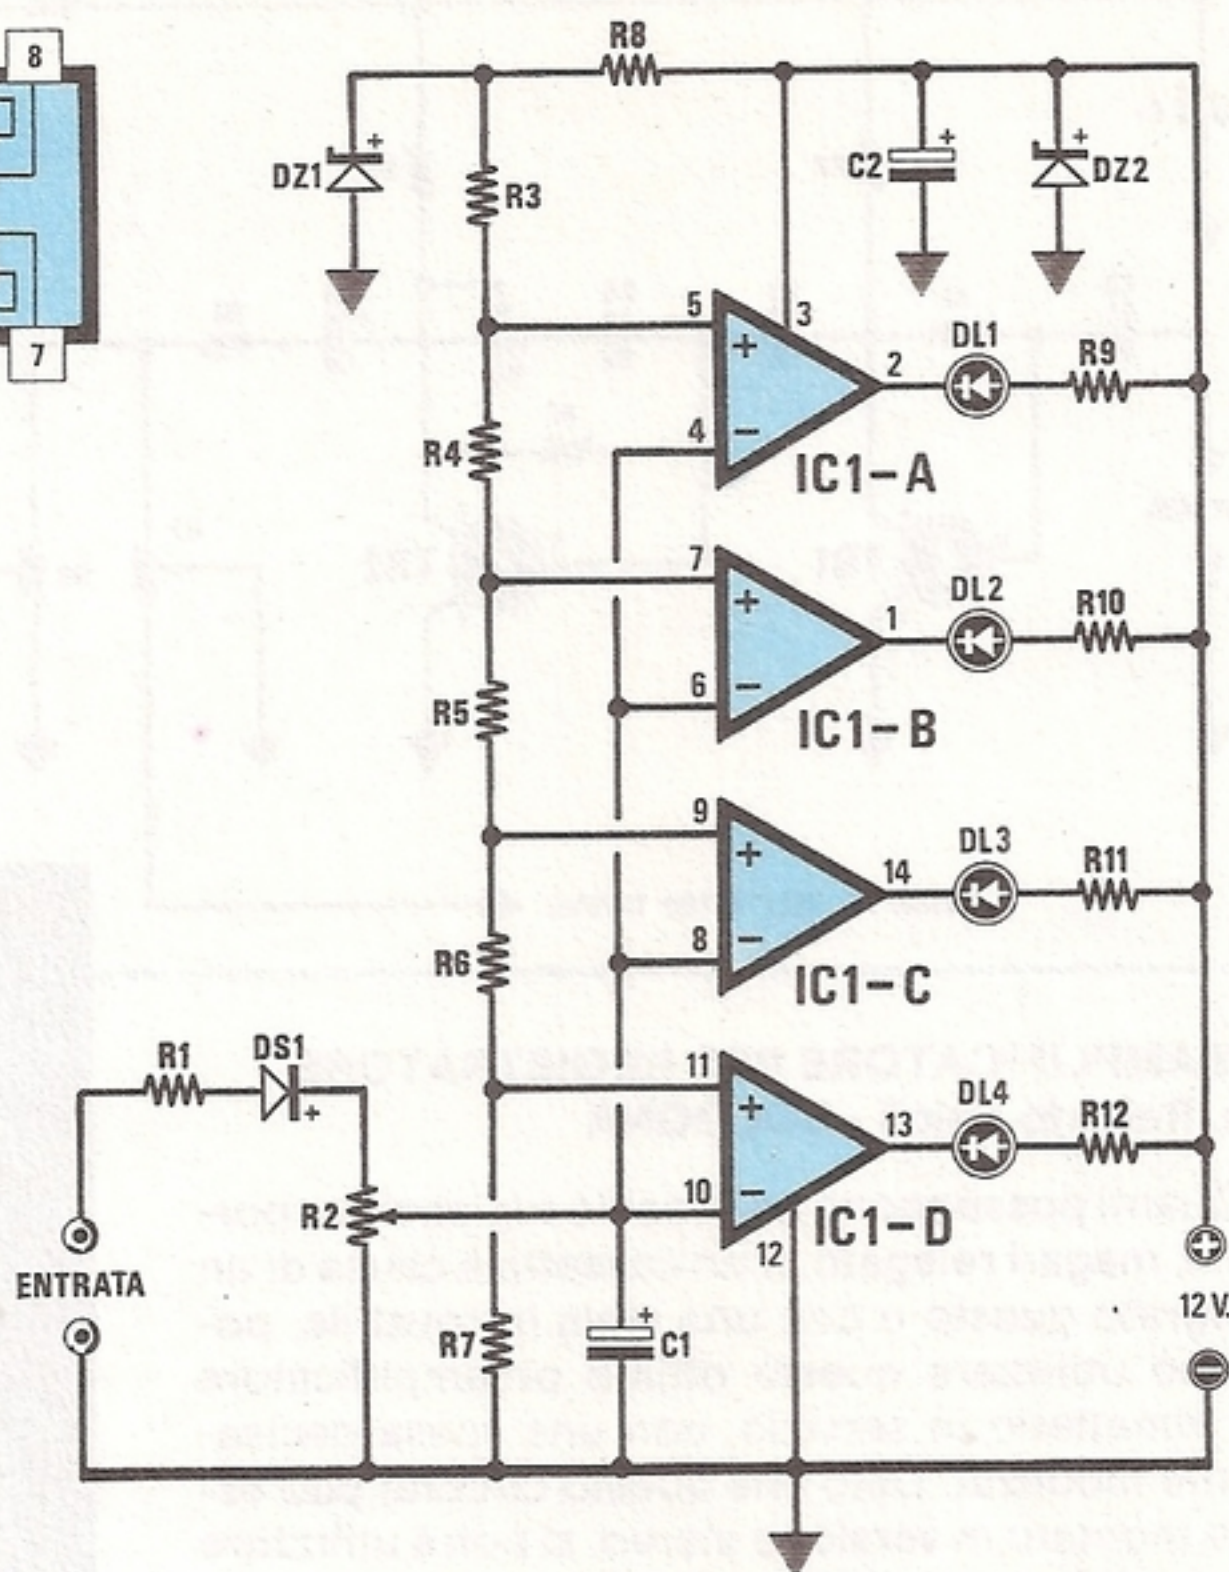 8
7
R8
DZ1 +
R3
C2 +
DZ2 +
5
+
3
4
−
2
DL1
R9
R4
IC1-A
7
+
6
−
1
DL2
R10
R5
IC1-B
9
+
8
−
14
DL3
R11
R6
IC1-C
R1
DS1
+
11
+
10
−
13
DL4
R12
12
IC1-D
R2
ENTRATA
R7
+
C1
+
12 V.
−